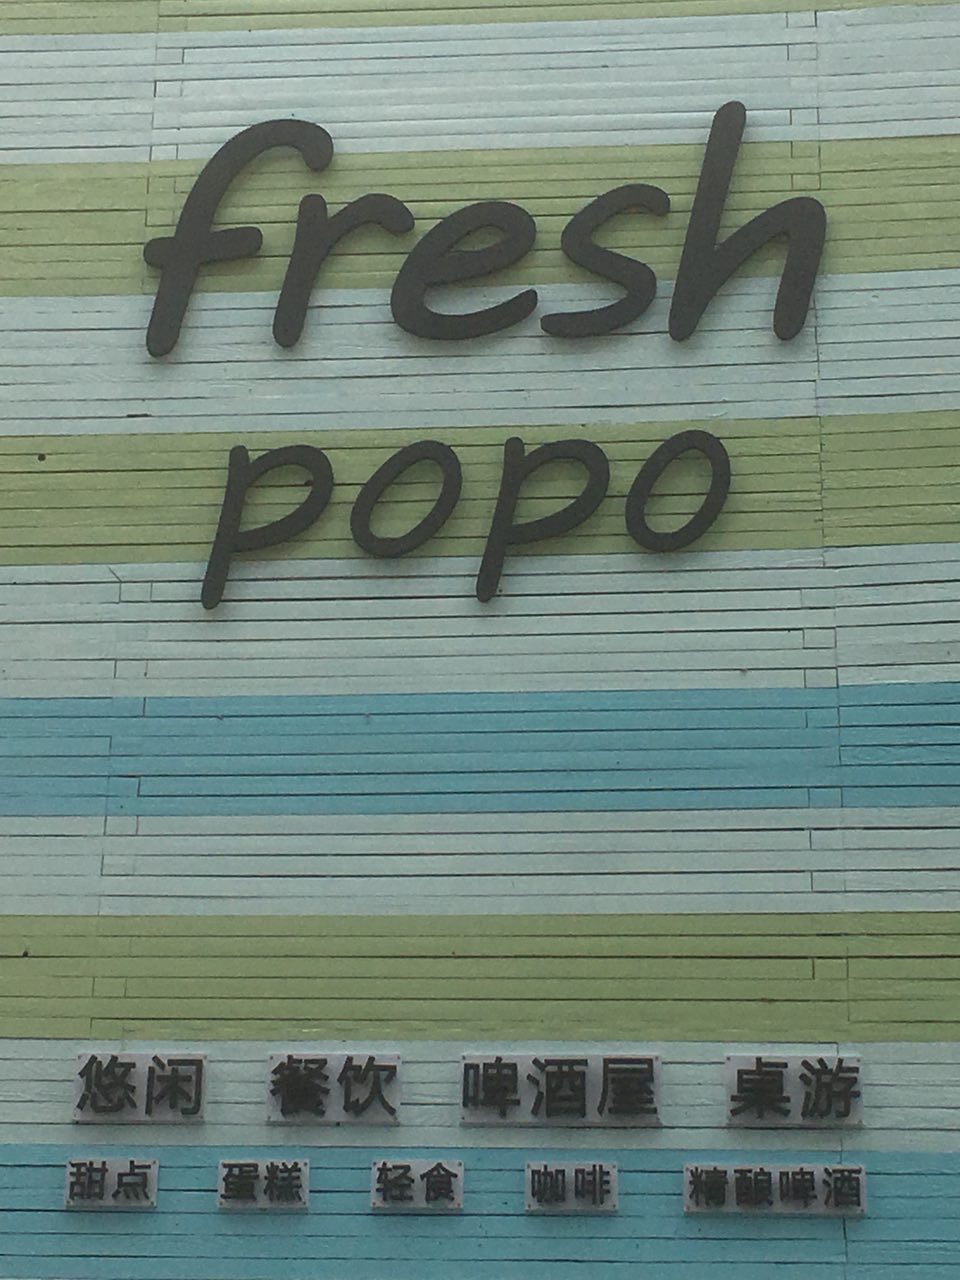 fresh
popo
悠闲 餐饮 啤酒屋 桌游
甜点 蛋糕 轻食 咖啡 精酿啤酒